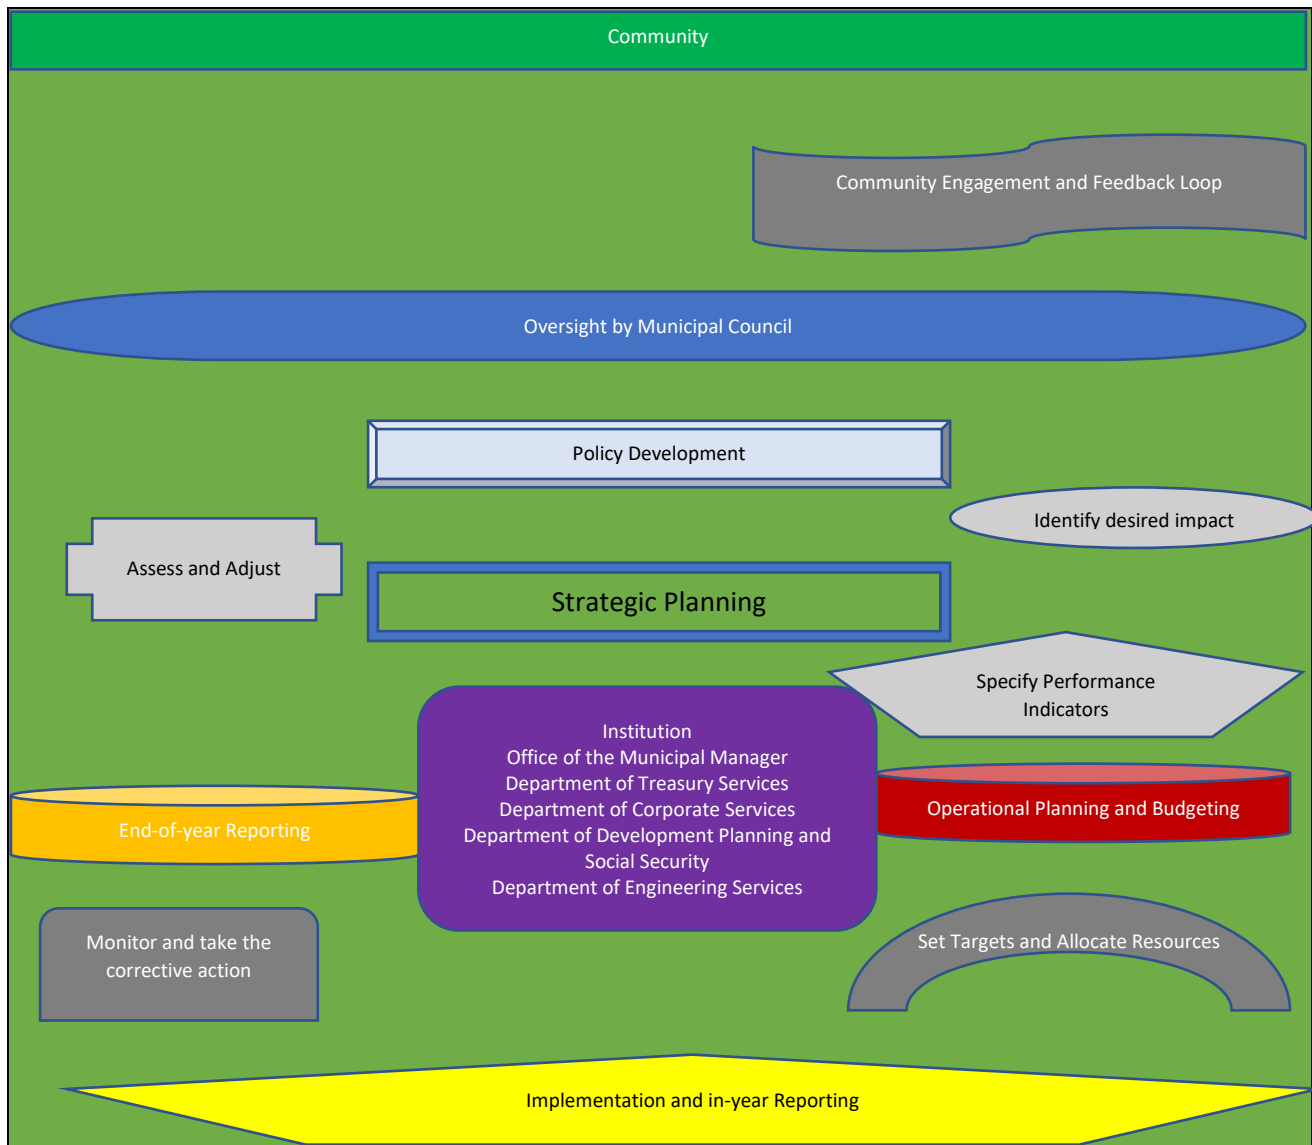 Community
Community Engagement and Feedback Loop
Oversight by Municipal Council
Policy Development
Identify desired impact
Assess and Adjust
Strategic Planning
Specify Performance
Indicators
Institution
Office of the Municipal Manager
Department of Treasury Services
Department of Corporate Services
Department of Development Planning and
Social Security
Department of Engineering Services
End-of-year Reporting
Operational Planning and Budgeting
Monitor and take the
corrective action
Set Targets and Allocate Resources
Implementation and in-year Reporting